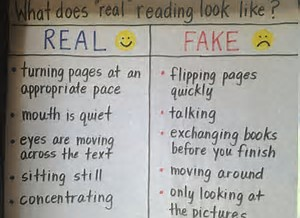 What does "real" reading look like?
REAL
• turning pages at an
appropriate pace
• mouth is quiet
• eyes are moving
across the text
• sitting still
• concentrating
FAKE
• flipping pages
quickly
• talking
• exchanging books
before you finish
• moving around
• only looking at
the pictures